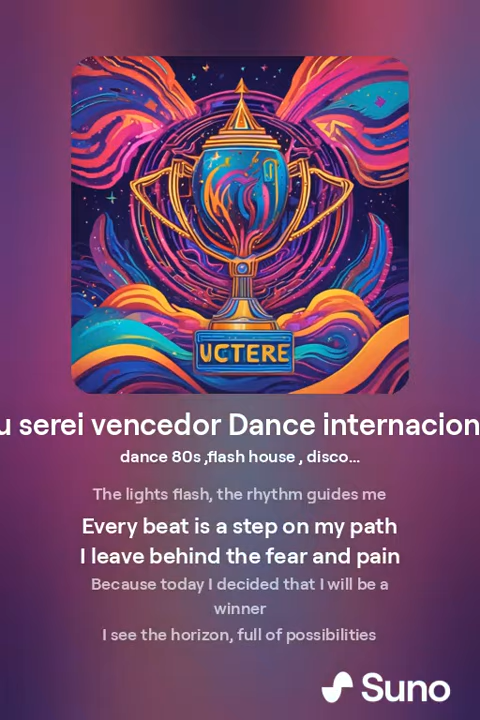 UCTERE
u serei vencedor Dance internacion
dance 80s ,flash house , disco...
The lights flash, the rhythm guides me
Every beat is a step on my path
I leave behind the fear and pain
Because today I decided that I will be a
winner
I see the horizon, full of possibilities
Suno